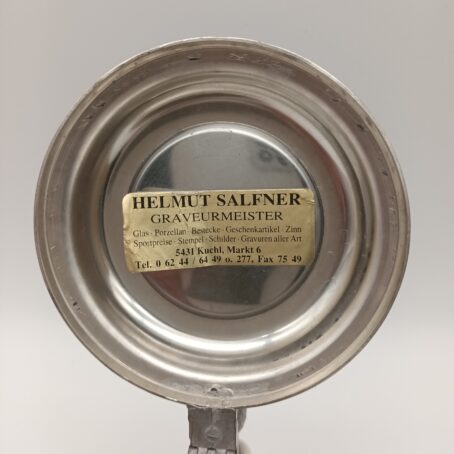 HELMUT SALFNER
GRAVEURMEISTER
Glas · Porzellan · Bestecke · Geschenkartikel · Zinn
Sportpreise · Stempel · Schilder · Gravuren aller Art
5431 Kuchl, Markt 6
Tel. 0 62 44 / 64 49 o. 277, Fax 75 49